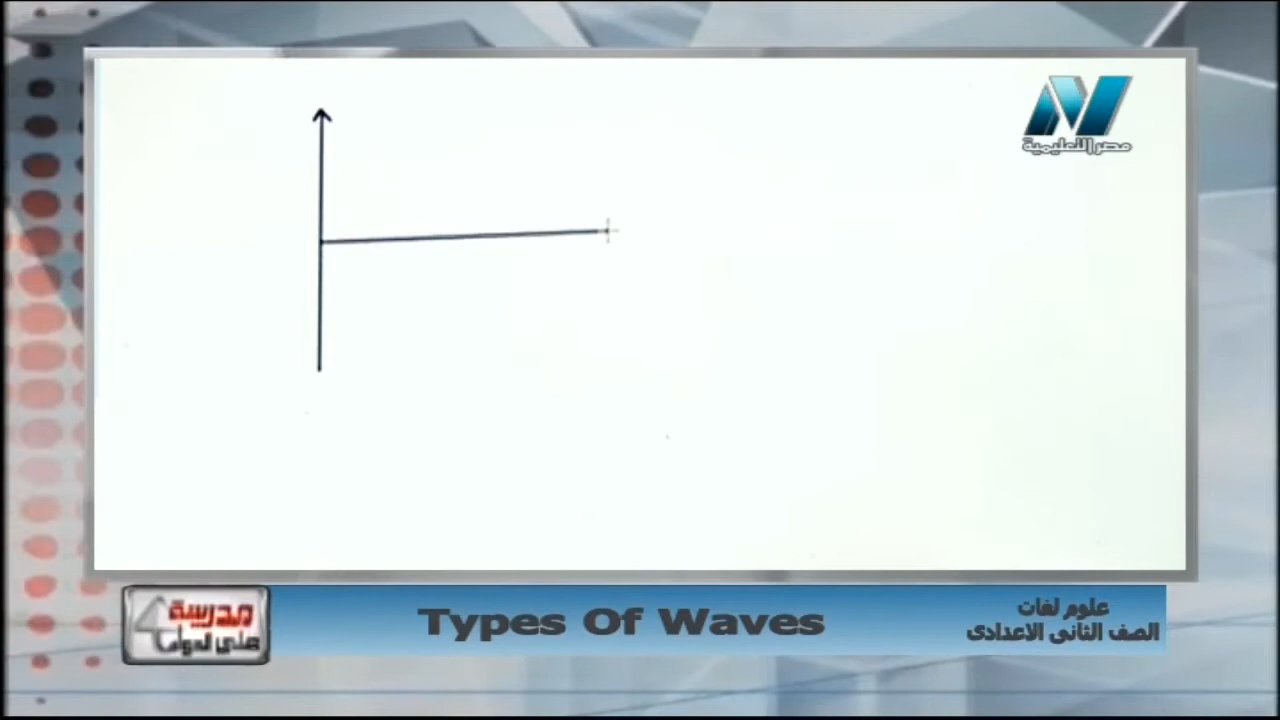 مصر التعليمية
مدرسة
على الهواء
Types Of Waves
علوم لغات
الصف الثانى الاعدادى